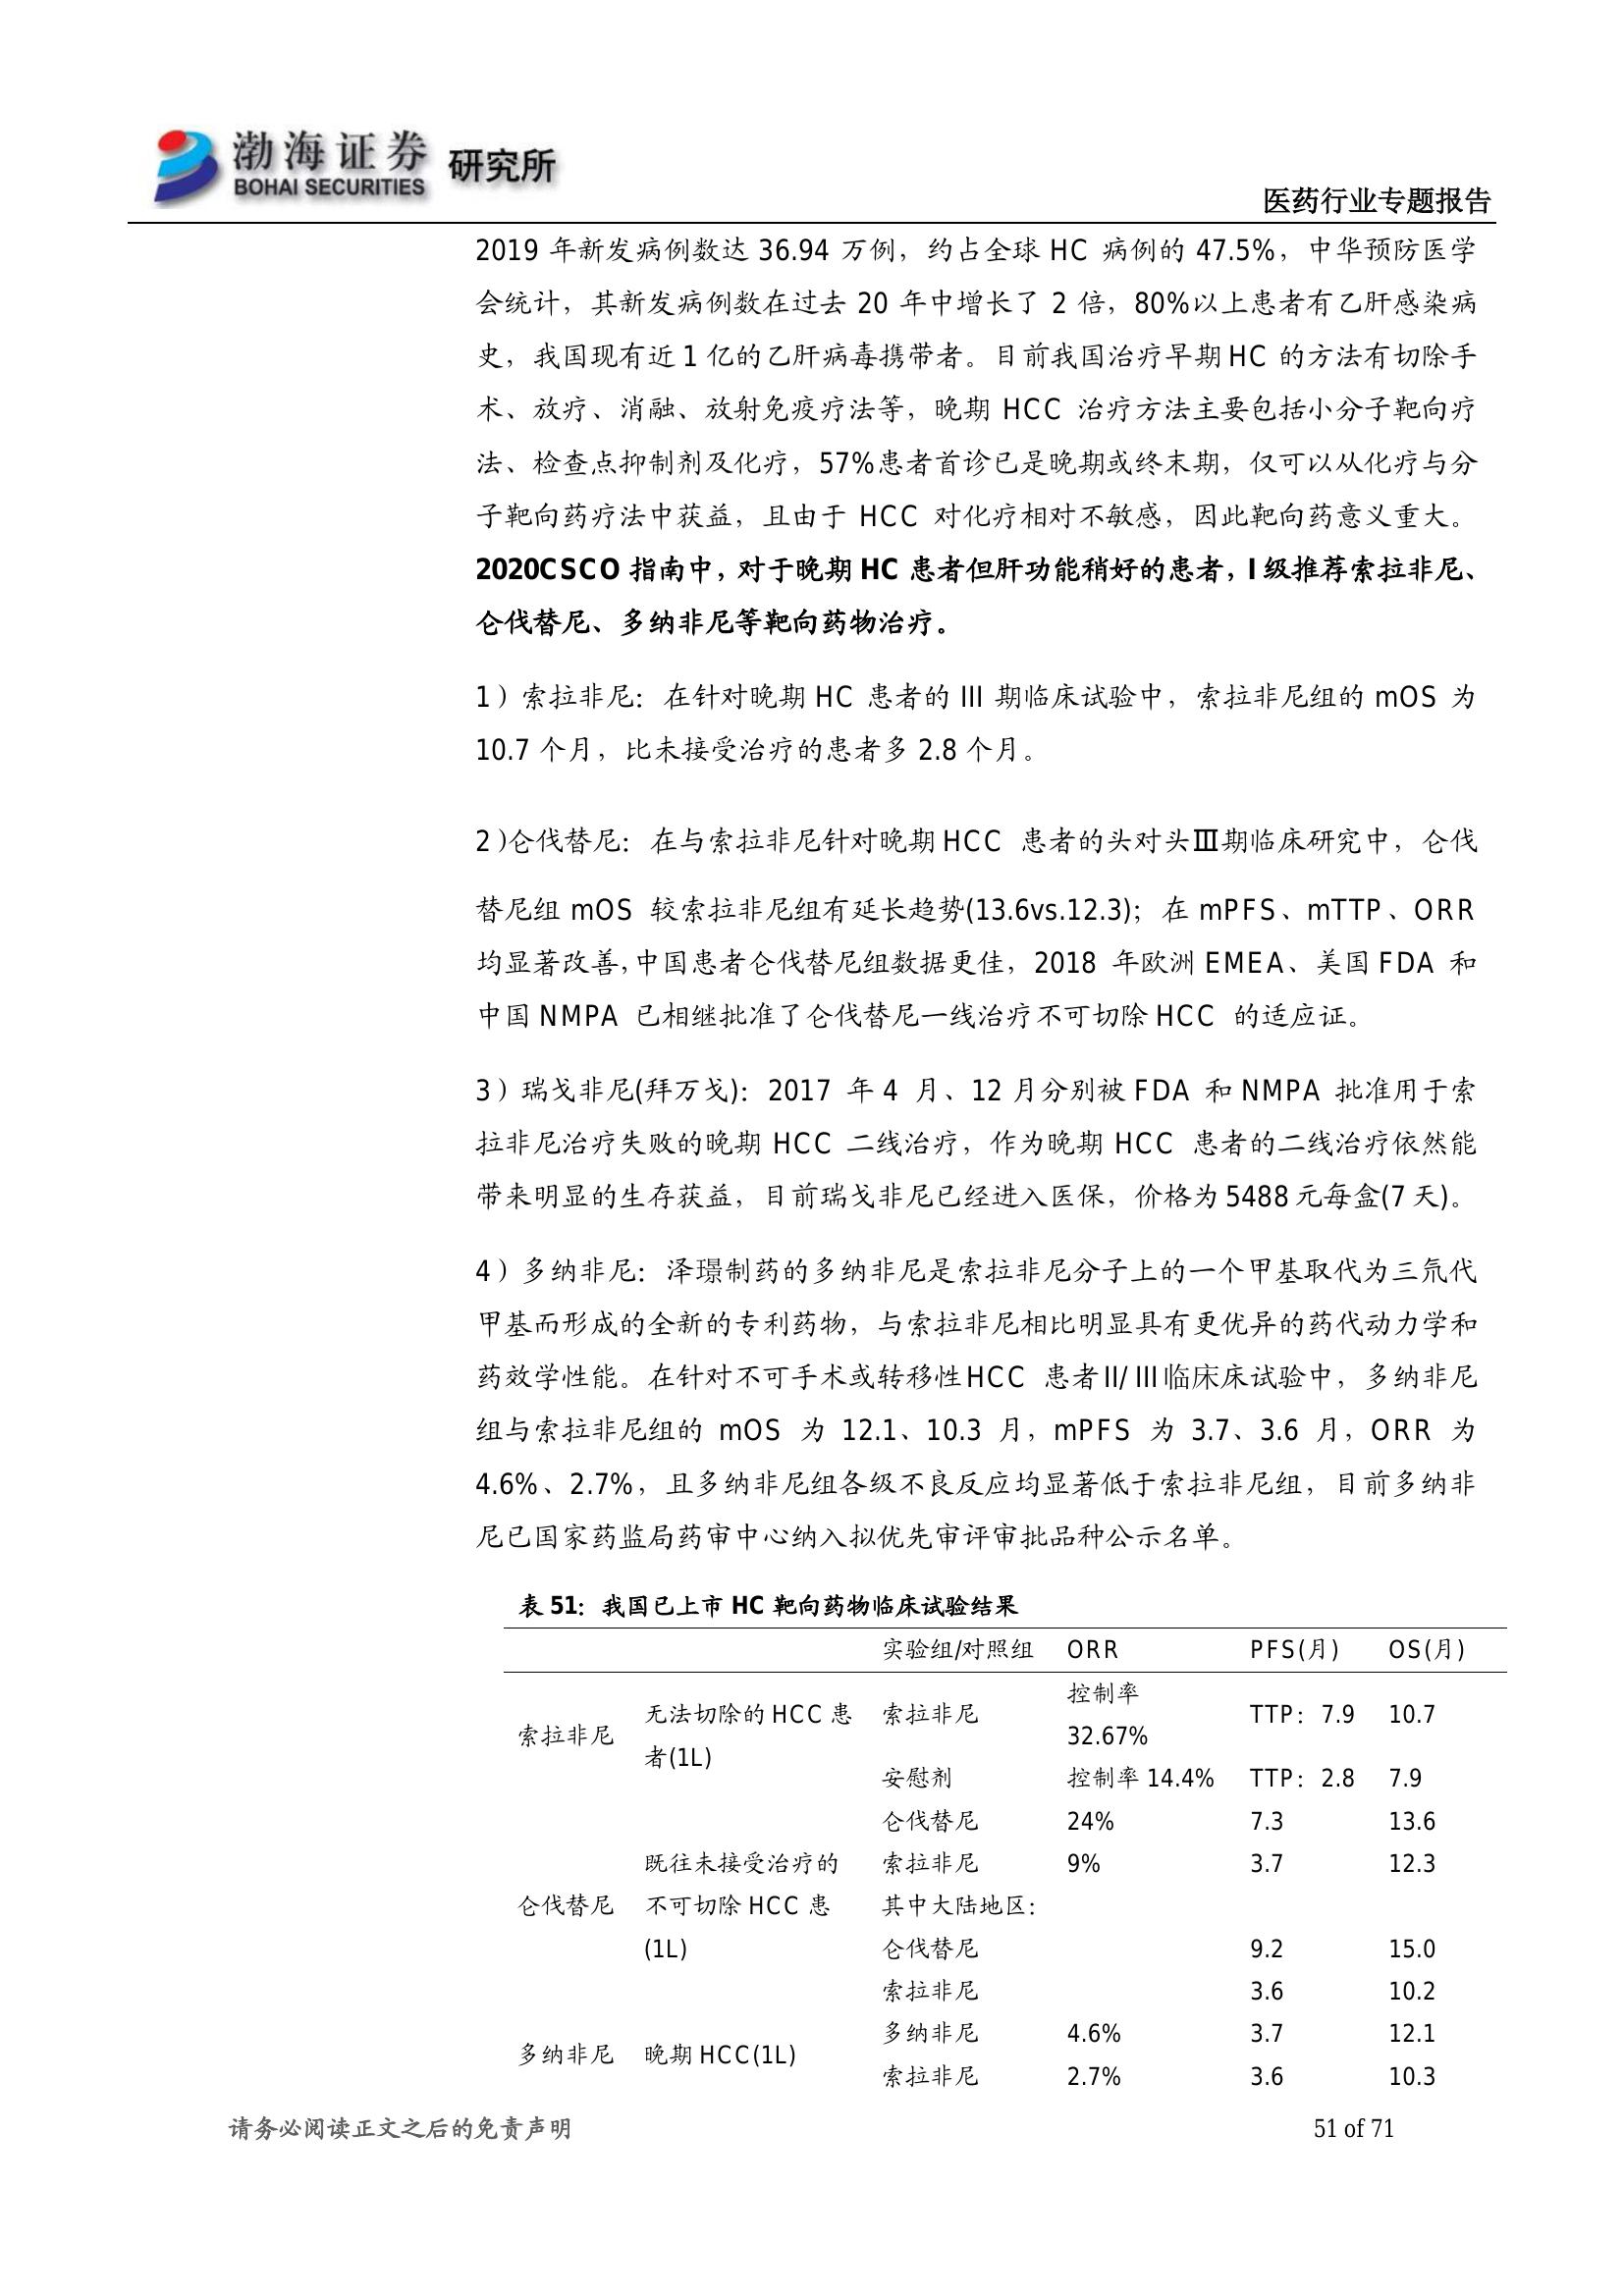 渤海证券 研究所
BOHAI SECURITIES
医药行业专题报告
2019 年新发病例数达 36.94 万例，约占全球 HC 病例的 47.5%，中华预防医学
会统计，其新发病例数在过去 20 年中增长了 2 倍，80%以上患者有乙肝感染病
史，我国现有近 1 亿的乙肝病毒携带者。目前我国治疗早期 HC 的方法有切除手
术、放疗、消融、放射免疫疗法等，晚期 HCC 治疗方法主要包括小分子靶向疗
法、检查点抑制剂及化疗，57%患者首诊已是晚期或终末期，仅可以从化疗与分
子靶向药疗法中获益，且由于 HCC 对化疗相对不敏感，因此靶向药意义重大。
2020CSCO 指南中，对于晚期 HC 患者但肝功能稍好的患者，I 级推荐索拉非尼、
仑伐替尼、多纳非尼等靶向药物治疗。
1）索拉非尼：在针对晚期 HC 患者的 III 期临床试验中，索拉非尼组的 mOS 为
10.7 个月，比未接受治疗的患者多 2.8 个月。
2)仑伐替尼：在与索拉非尼针对晚期 HCC 患者的头对头Ⅲ期临床研究中，仑伐
替尼组 mOS 较索拉非尼组有延长趋势(13.6vs.12.3)；在 mPFS、mTTP、ORR
均显著改善,中国患者仑伐替尼组数据更佳，2018 年欧洲 EMEA、美国 FDA 和
中国 NMPA 已相继批准了仑伐替尼一线治疗不可切除 HCC 的适应证。
3）瑞戈非尼(拜万戈)：2017 年 4 月、12 月分别被 FDA 和 NMPA 批准用于索
拉非尼治疗失败的晚期 HCC 二线治疗，作为晚期 HCC 患者的二线治疗依然能
带来明显的生存获益，目前瑞戈非尼已经进入医保，价格为 5488 元每盒(7 天)。
4）多纳非尼：泽璟制药的多纳非尼是索拉非尼分子上的一个甲基取代为三氘代
甲基而形成的全新的专利药物，与索拉非尼相比明显具有更优异的药代动力学和
药效学性能。在针对不可手术或转移性 HCC 患者 II/ III 临床床试验中，多纳非尼
组与索拉非尼组的 mOS 为 12.1、10.3 月，mPFS 为 3.7、3.6 月，ORR 为
4.6%、2.7%，且多纳非尼组各级不良反应均显著低于索拉非尼组，目前多纳非
尼已国家药监局药审中心纳入拟优先审评审批品种公示名单。
表 51：我国已上市 HC 靶向药物临床试验结果
实验组/对照组 ORR PFS(月) OS(月)
索拉非尼 无法切除的 HCC 患
者(1L)
索拉非尼 控制率
32.67%
TTP：7.9 10.7
安慰剂 控制率 14.4% TTP：2.8 7.9
仑伐替尼 24% 7.3 13.6
既往未接受治疗的 索拉非尼 9% 3.7 12.3
仑伐替尼 不可切除 HCC 患 其中大陆地区：
(1L) 仑伐替尼 9.2 15.0
索拉非尼 3.6 10.2
多纳非尼 晚期 HCC(1L)
多纳非尼 4.6% 3.7 12.1
索拉非尼 2.7% 3.6 10.3
请务必阅读正文之后的免责声明 51 of 71